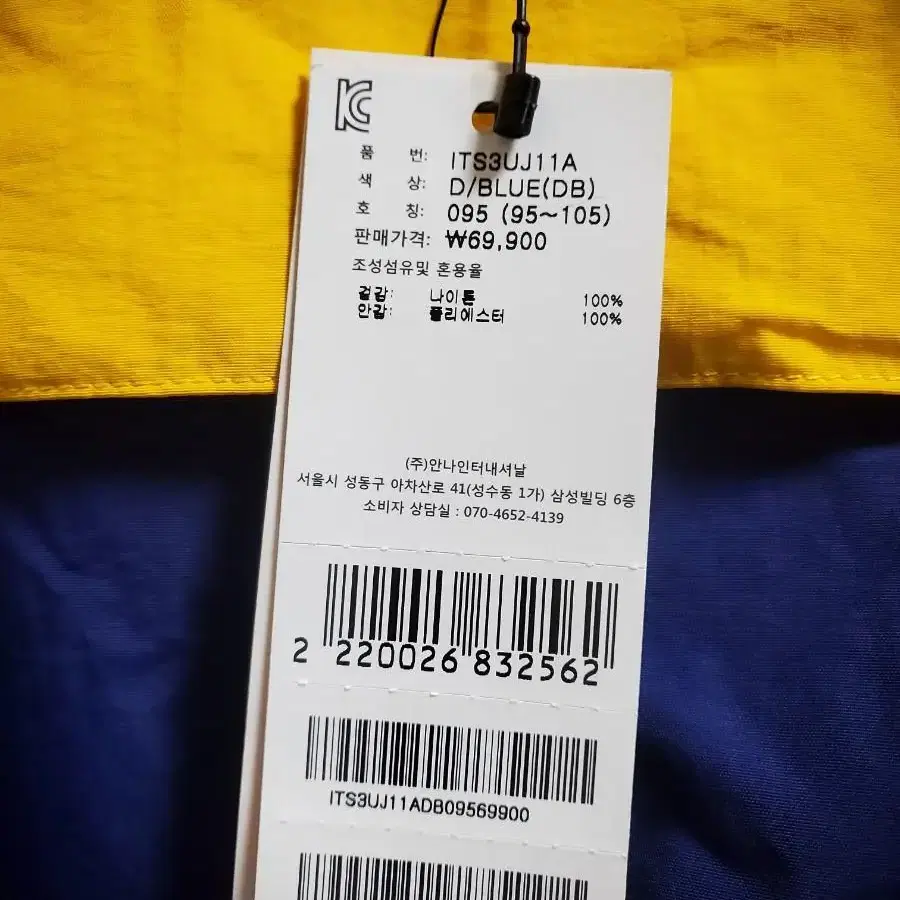 KC
품 번: ITS3UJ11A
색 상: D/BLUE(DB)
호 칭: 095 (95~105)
판매가격: ₩69,900
조성섬유및 혼용율
겉감: 나이론 100%
안감: 폴리에스터 100%
(주)안나인터내셔날
서울시 성동구 아차산로 41(성수동 1가) 삼성빌딩 6층
소비자 상담실 : 070-4652-4139
2 220026 832562
ITS3UJ11ADB09569900